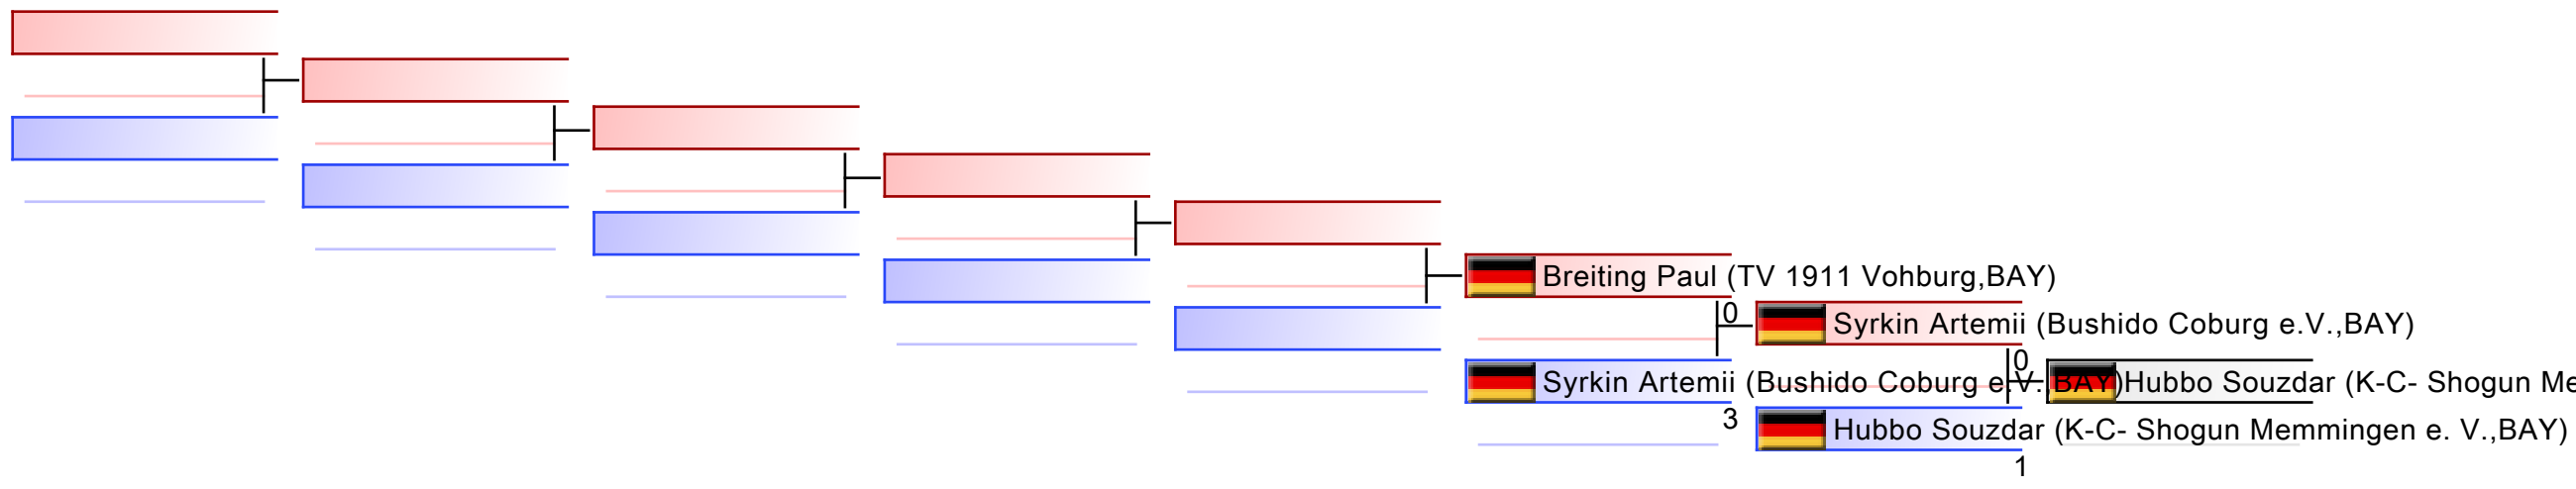 Breiting Paul (TV 1911 Vohburg,BAY)
0
Syrkin Artemii (Bushido Coburg e.V.,BAY)
0
Syrkin Artemii (Bushido Coburg e.V.,BAY)
Hubbo Souzdar (K-C- Shogun Me
3
Hubbo Souzdar (K-C- Shogun Memmingen e. V.,BAY)
1